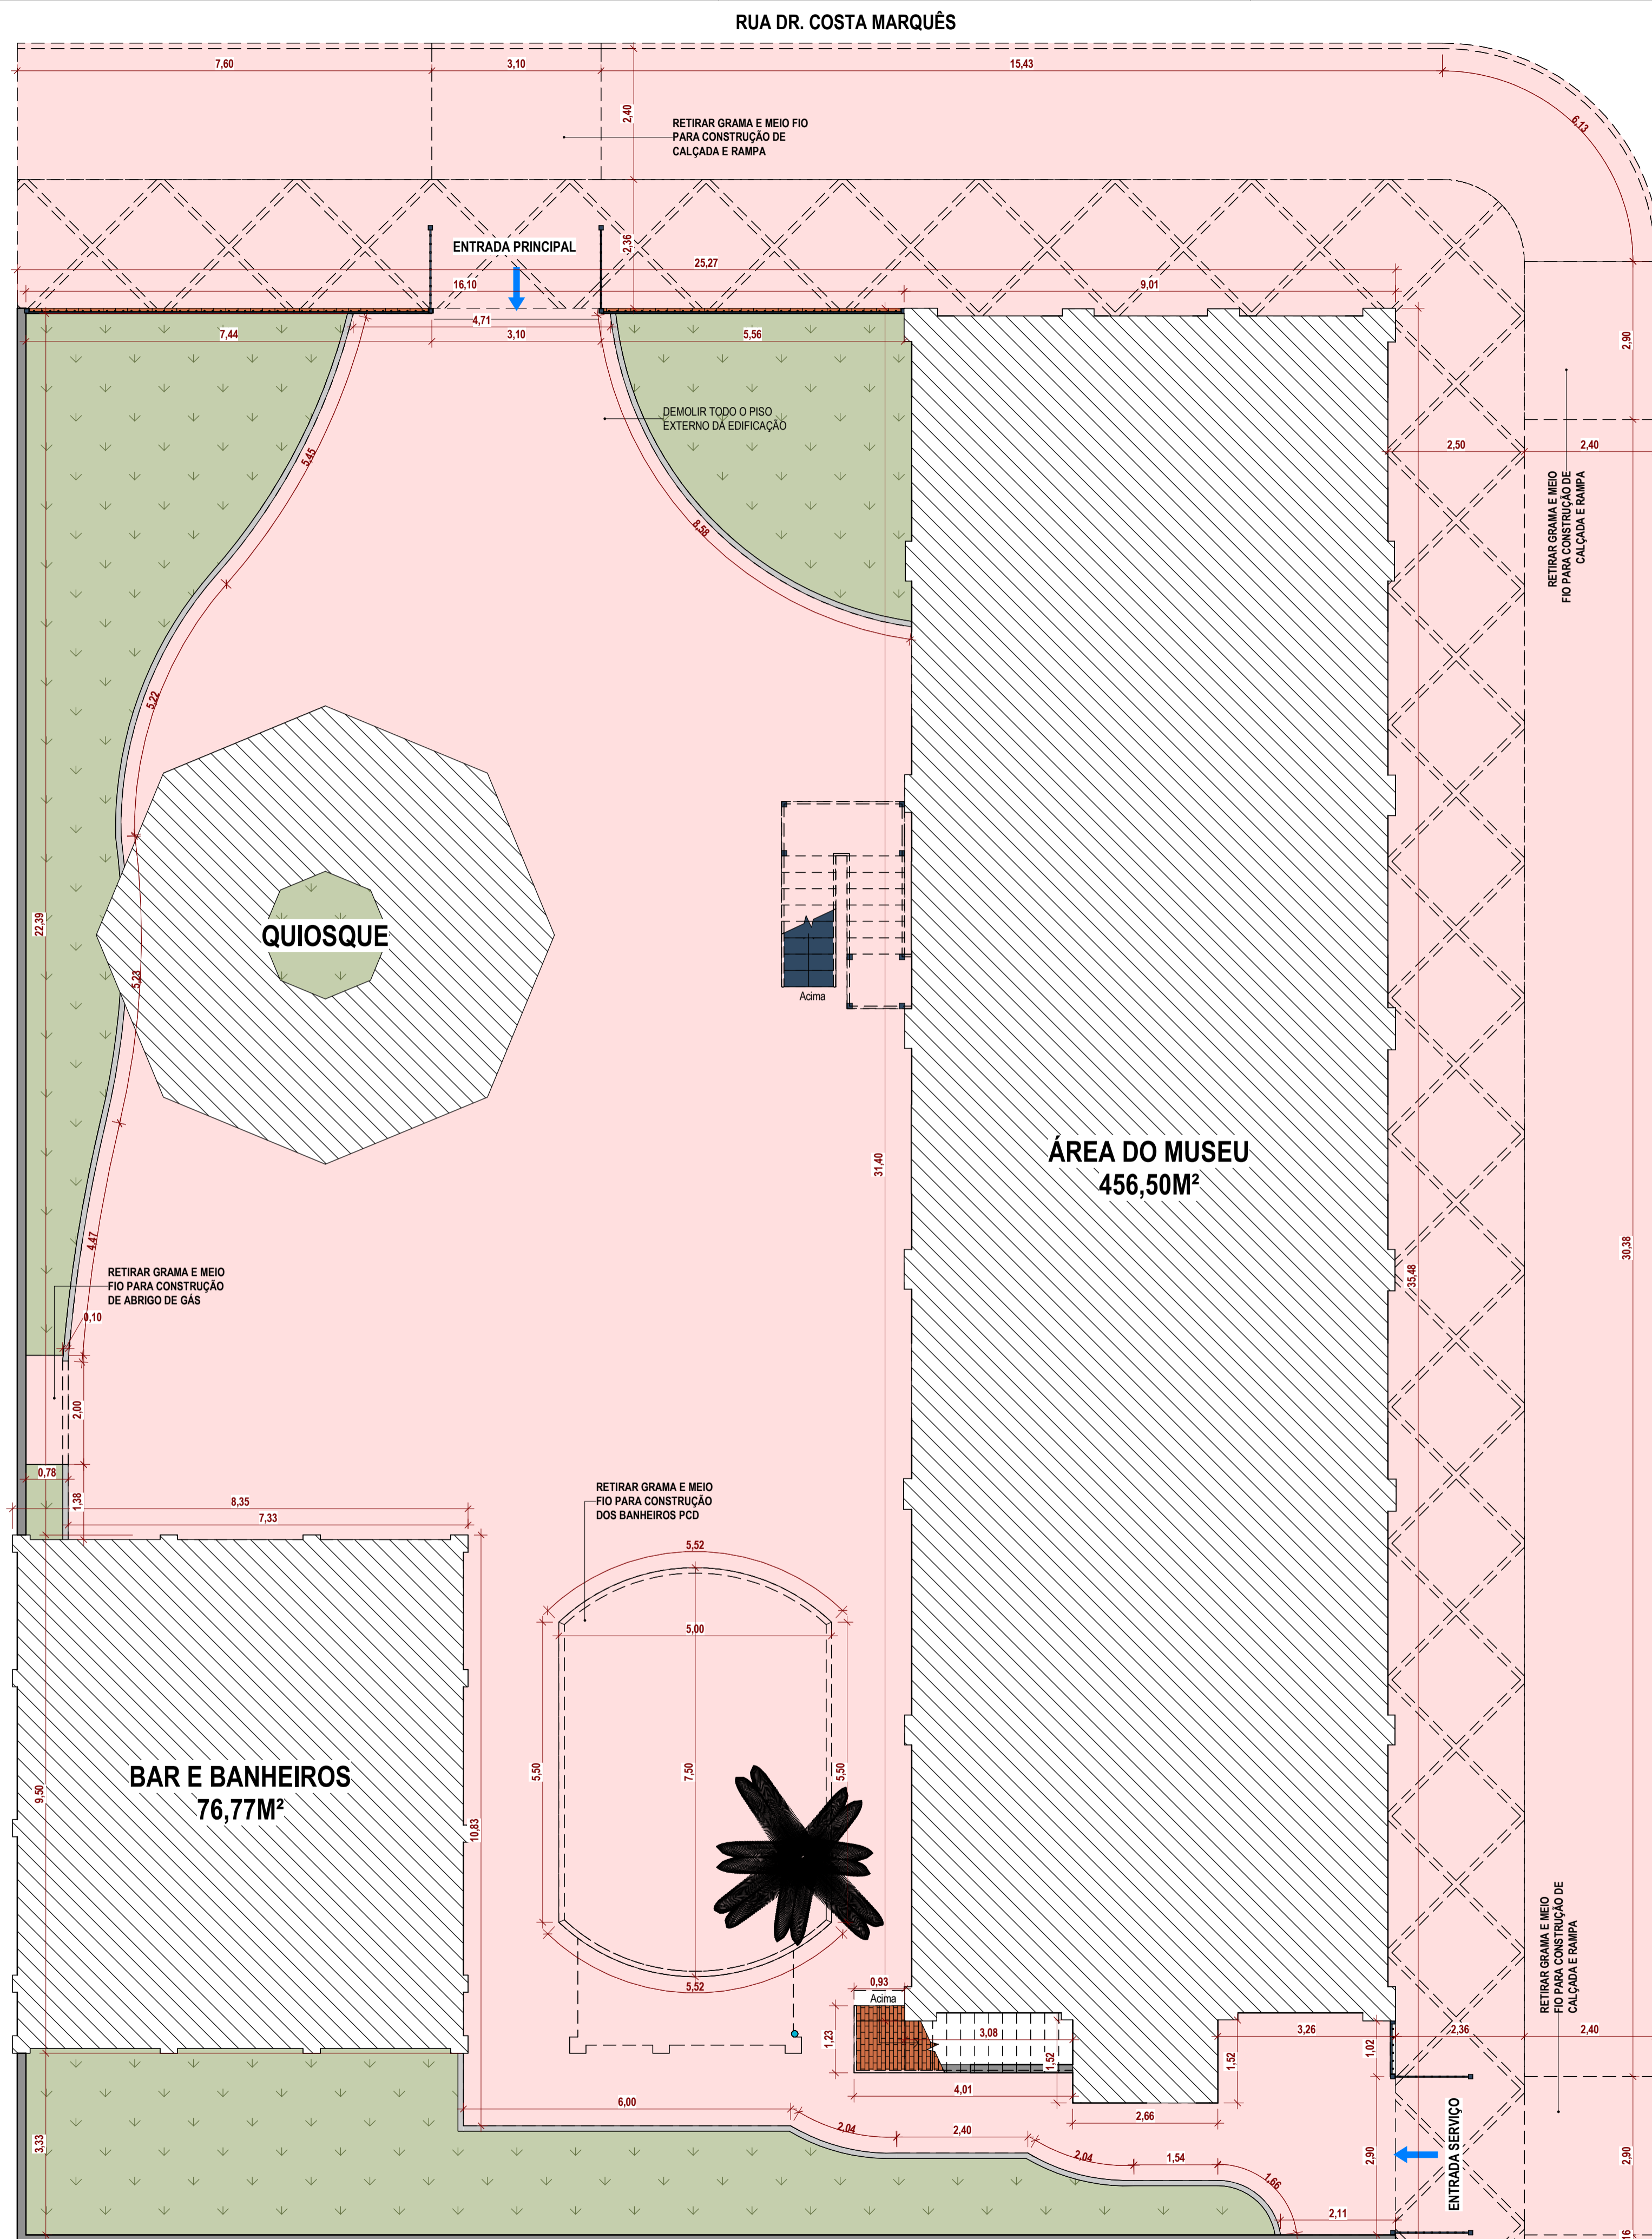 RUA DR. COSTA MARQUÊS
7,60
3,10
15,43
6,13
2,40
RETIRAR GRAMA E MEIO FIO
PARA CONSTRUÇÃO DE
CALÇADA E RAMPA
2,36
ENTRADA PRINCIPAL
25,27
16,10
9,01
4,71
7,44
3,10
5,56
2,90
DEMOLIR TODO O PISO
EXTERNO DA EDIFICAÇÃO
2,50
2,40
5,45
8,58
RETIRAR GRAMA E MEIO
FIO PARA CONSTRUÇÃO DE
CALÇADA E RAMPA
5,22
22,39
QUIOSQUE
5,23
Acima
ÁREA DO MUSEU
456,50M²
31,40
4,47
30,38
35,48
RETIRAR GRAMA E MEIO
FIO PARA CONSTRUÇÃO
DE ABRIGO DE GÁS
0,10
2,00
0,78
1,38
8,35
7,33
RETIRAR GRAMA E MEIO
FIO PARA CONSTRUÇÃO
DOS BANHEIROS PCD
5,52
5,00
BAR E BANHEIROS
76,77M²
9,50
5,50
7,50
5,50
10,83
RETIRAR GRAMA E MEIO
FIO PARA CONSTRUÇÃO DE
CALÇADA E RAMPA
5,52
0,93
Acima
1,23
3,08
1,52
1,52
3,26
1,02
2,36
2,40
4,01
6,00
2,66
2,04
2,40
2,04
1,54
1,66
3,33
2,90
ENTRADA SERVIÇO
2,90
2,11
16